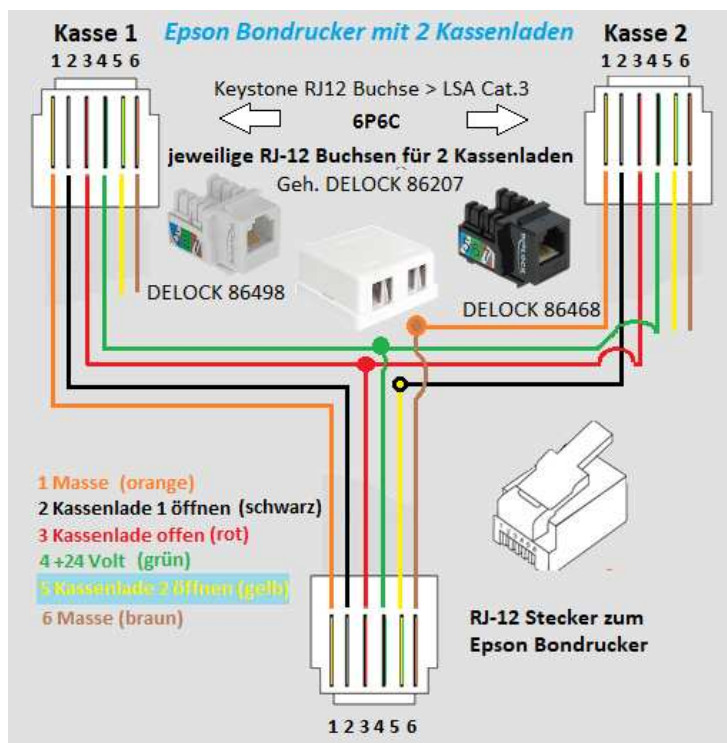 Kasse 1
Epson Bondrucker mit 2 Kassenladen
Kasse 2
1 2 3 4 5 6
1 2 3 4 5 6
Keystone RJ12 Buchse > LSA Cat.3
6P6C
jeweilige RJ-12 Buchsen für 2 Kassenladen
Geh. DELOCK 86207
DELOCK 86498
DELOCK 86468
1 Masse (orange)
2 Kassenlade 1 öffnen (schwarz)
3 Kassenlade offen (rot)
4 +24 Volt (grün)
5 Kassenlade 2 öffnen (gelb)
6 Masse (braun)
RJ-12 Stecker zum
Epson Bondrucker
1 2 3 4 5 6